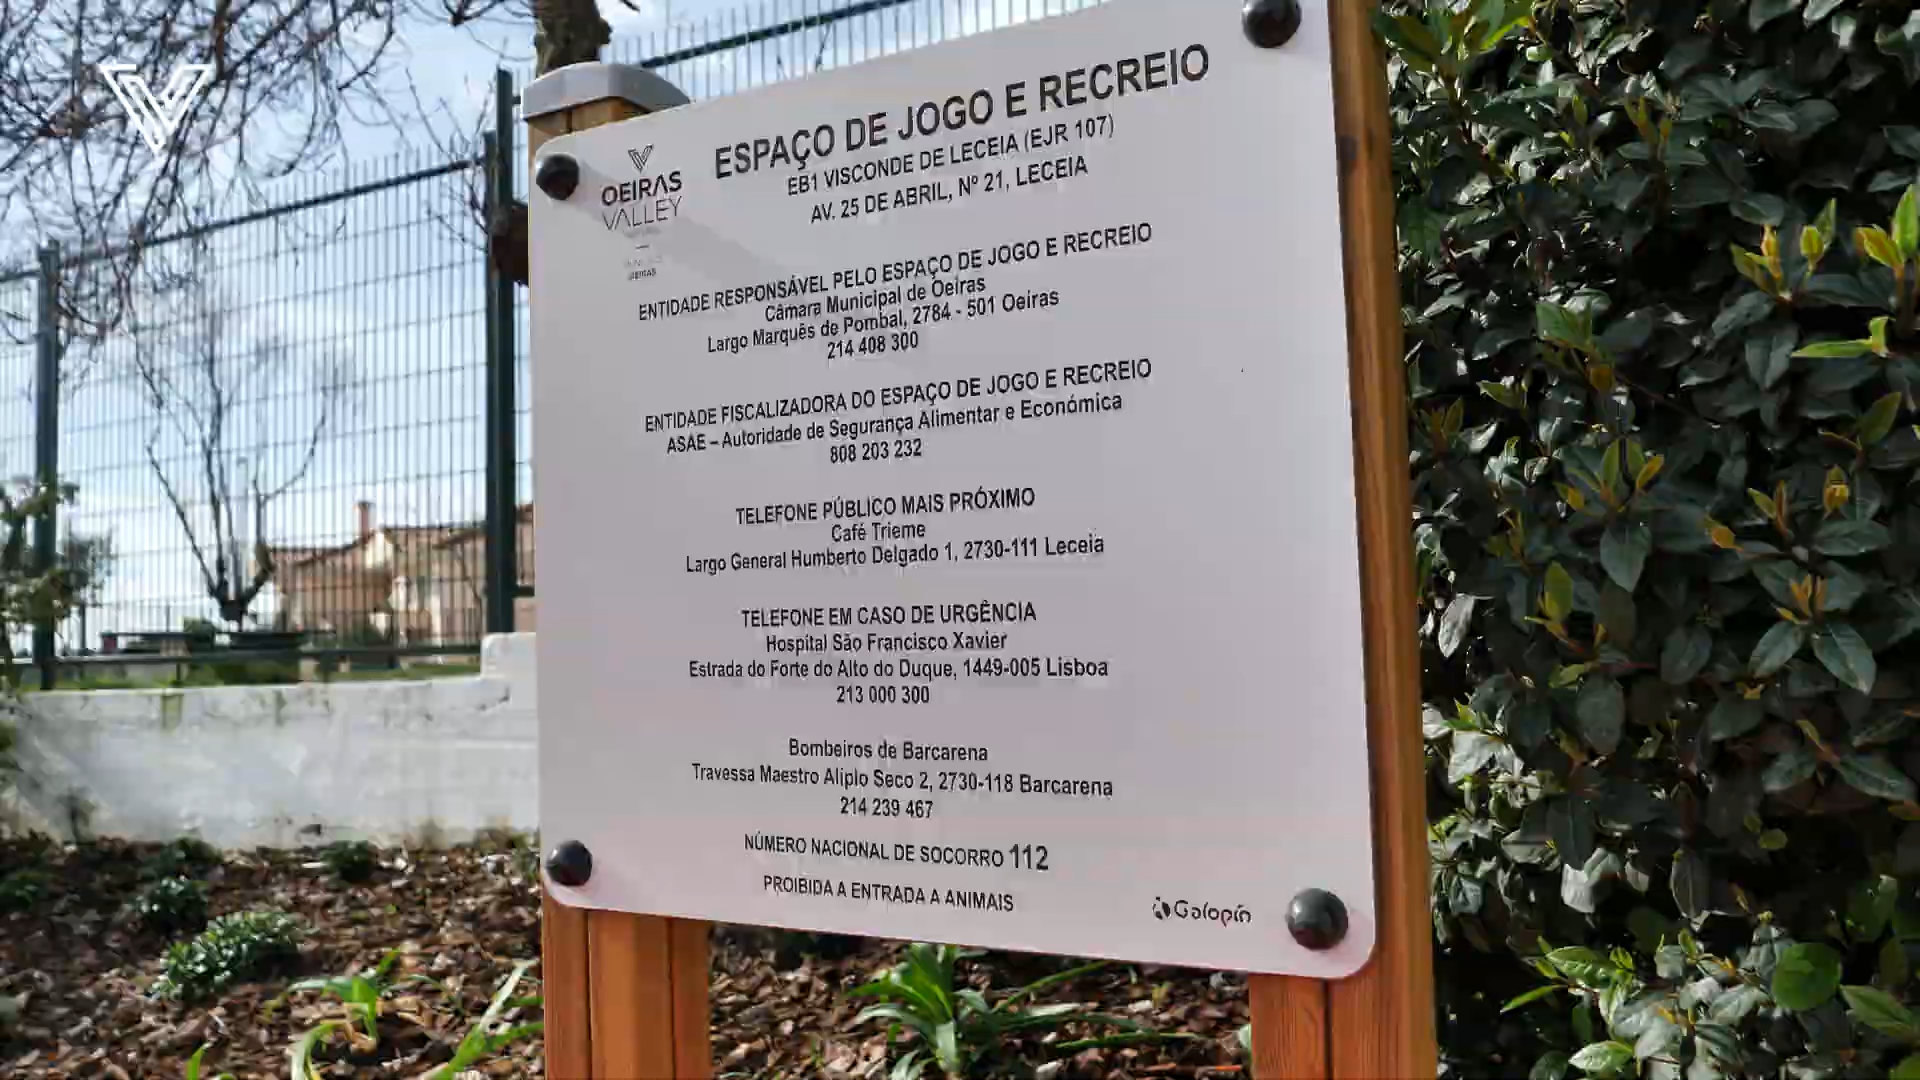 ESPAÇO DE JOGO E RECREIO
EB1 VISCONDE DE LECEIA (EJR 107)
AV. 25 DE ABRIL, Nº 21, LECEIA
OEIRAS
VALLEY
OEIRAS
ENTIDADE RESPONSÁVEL PELO ESPAÇO DE JOGO E RECREIO
Câmara Municipal de Oeiras
Largo Marquês de Pombal, 2784 - 501 Oeiras
214 408 300
ENTIDADE FISCALIZADORA DO ESPAÇO DE JOGO E RECREIO
ASAE – Autoridade de Segurança Alimentar e Económica
808 203 232
TELEFONE PÚBLICO MAIS PRÓXIMO
Café Trieme
Largo General Humberto Delgado 1, 2730-111 Leceia
TELEFONE EM CASO DE URGÊNCIA
Hospital São Francisco Xavier
Estrada do Forte do Alto do Duque, 1449-005 Lisboa
213 000 300
Bombeiros de Barcarena
Travessa Maestro Aliplo Seco 2, 2730-118 Barcarena
214 239 467
NÚMERO NACIONAL DE SOCORRO 112
PROIBIDA A ENTRADA A ANIMAIS
Galopín